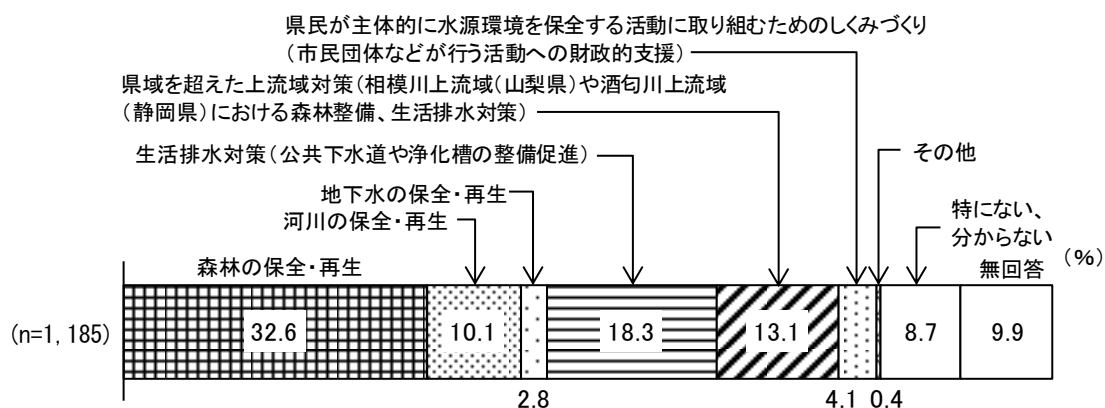 県民が主体的に水源環境を保全する活動に取り組むためのしくみづくり
(市民団体などが行う活動への財政的支援)
県域を超えた上流域対策(相模川上流域(山梨県)や酒匂川上流域
(静岡県)における森林整備、生活排水対策)
生活排水対策(公共下水道や浄化槽の整備促進)
その他
地下水の保全・再生
河川の保全・再生
特にない、
分からない
森林の保全・再生
無回答
(%)
(n=1,185)
32.6
10.1
18.3
13.1
8.7
9.9
2.8
4.1
0.4